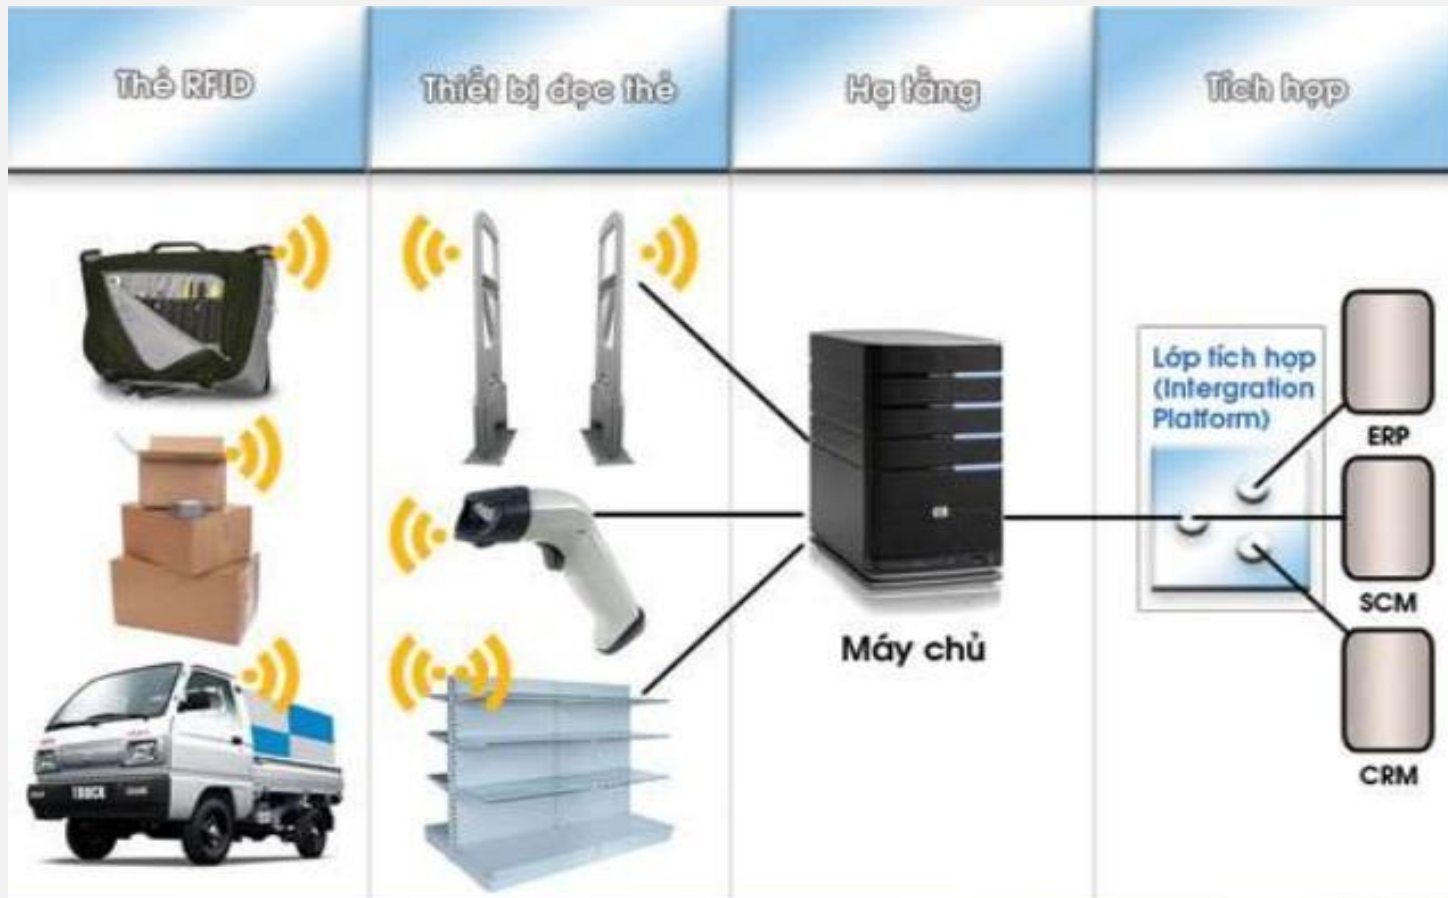 Thẻ RFID
Thiết bị đọc thẻ
Hạ tầng
Tích hợp
Lớp tích hợp
(Intergration
Platform)
ERP
SCM
Máy chủ
CRM